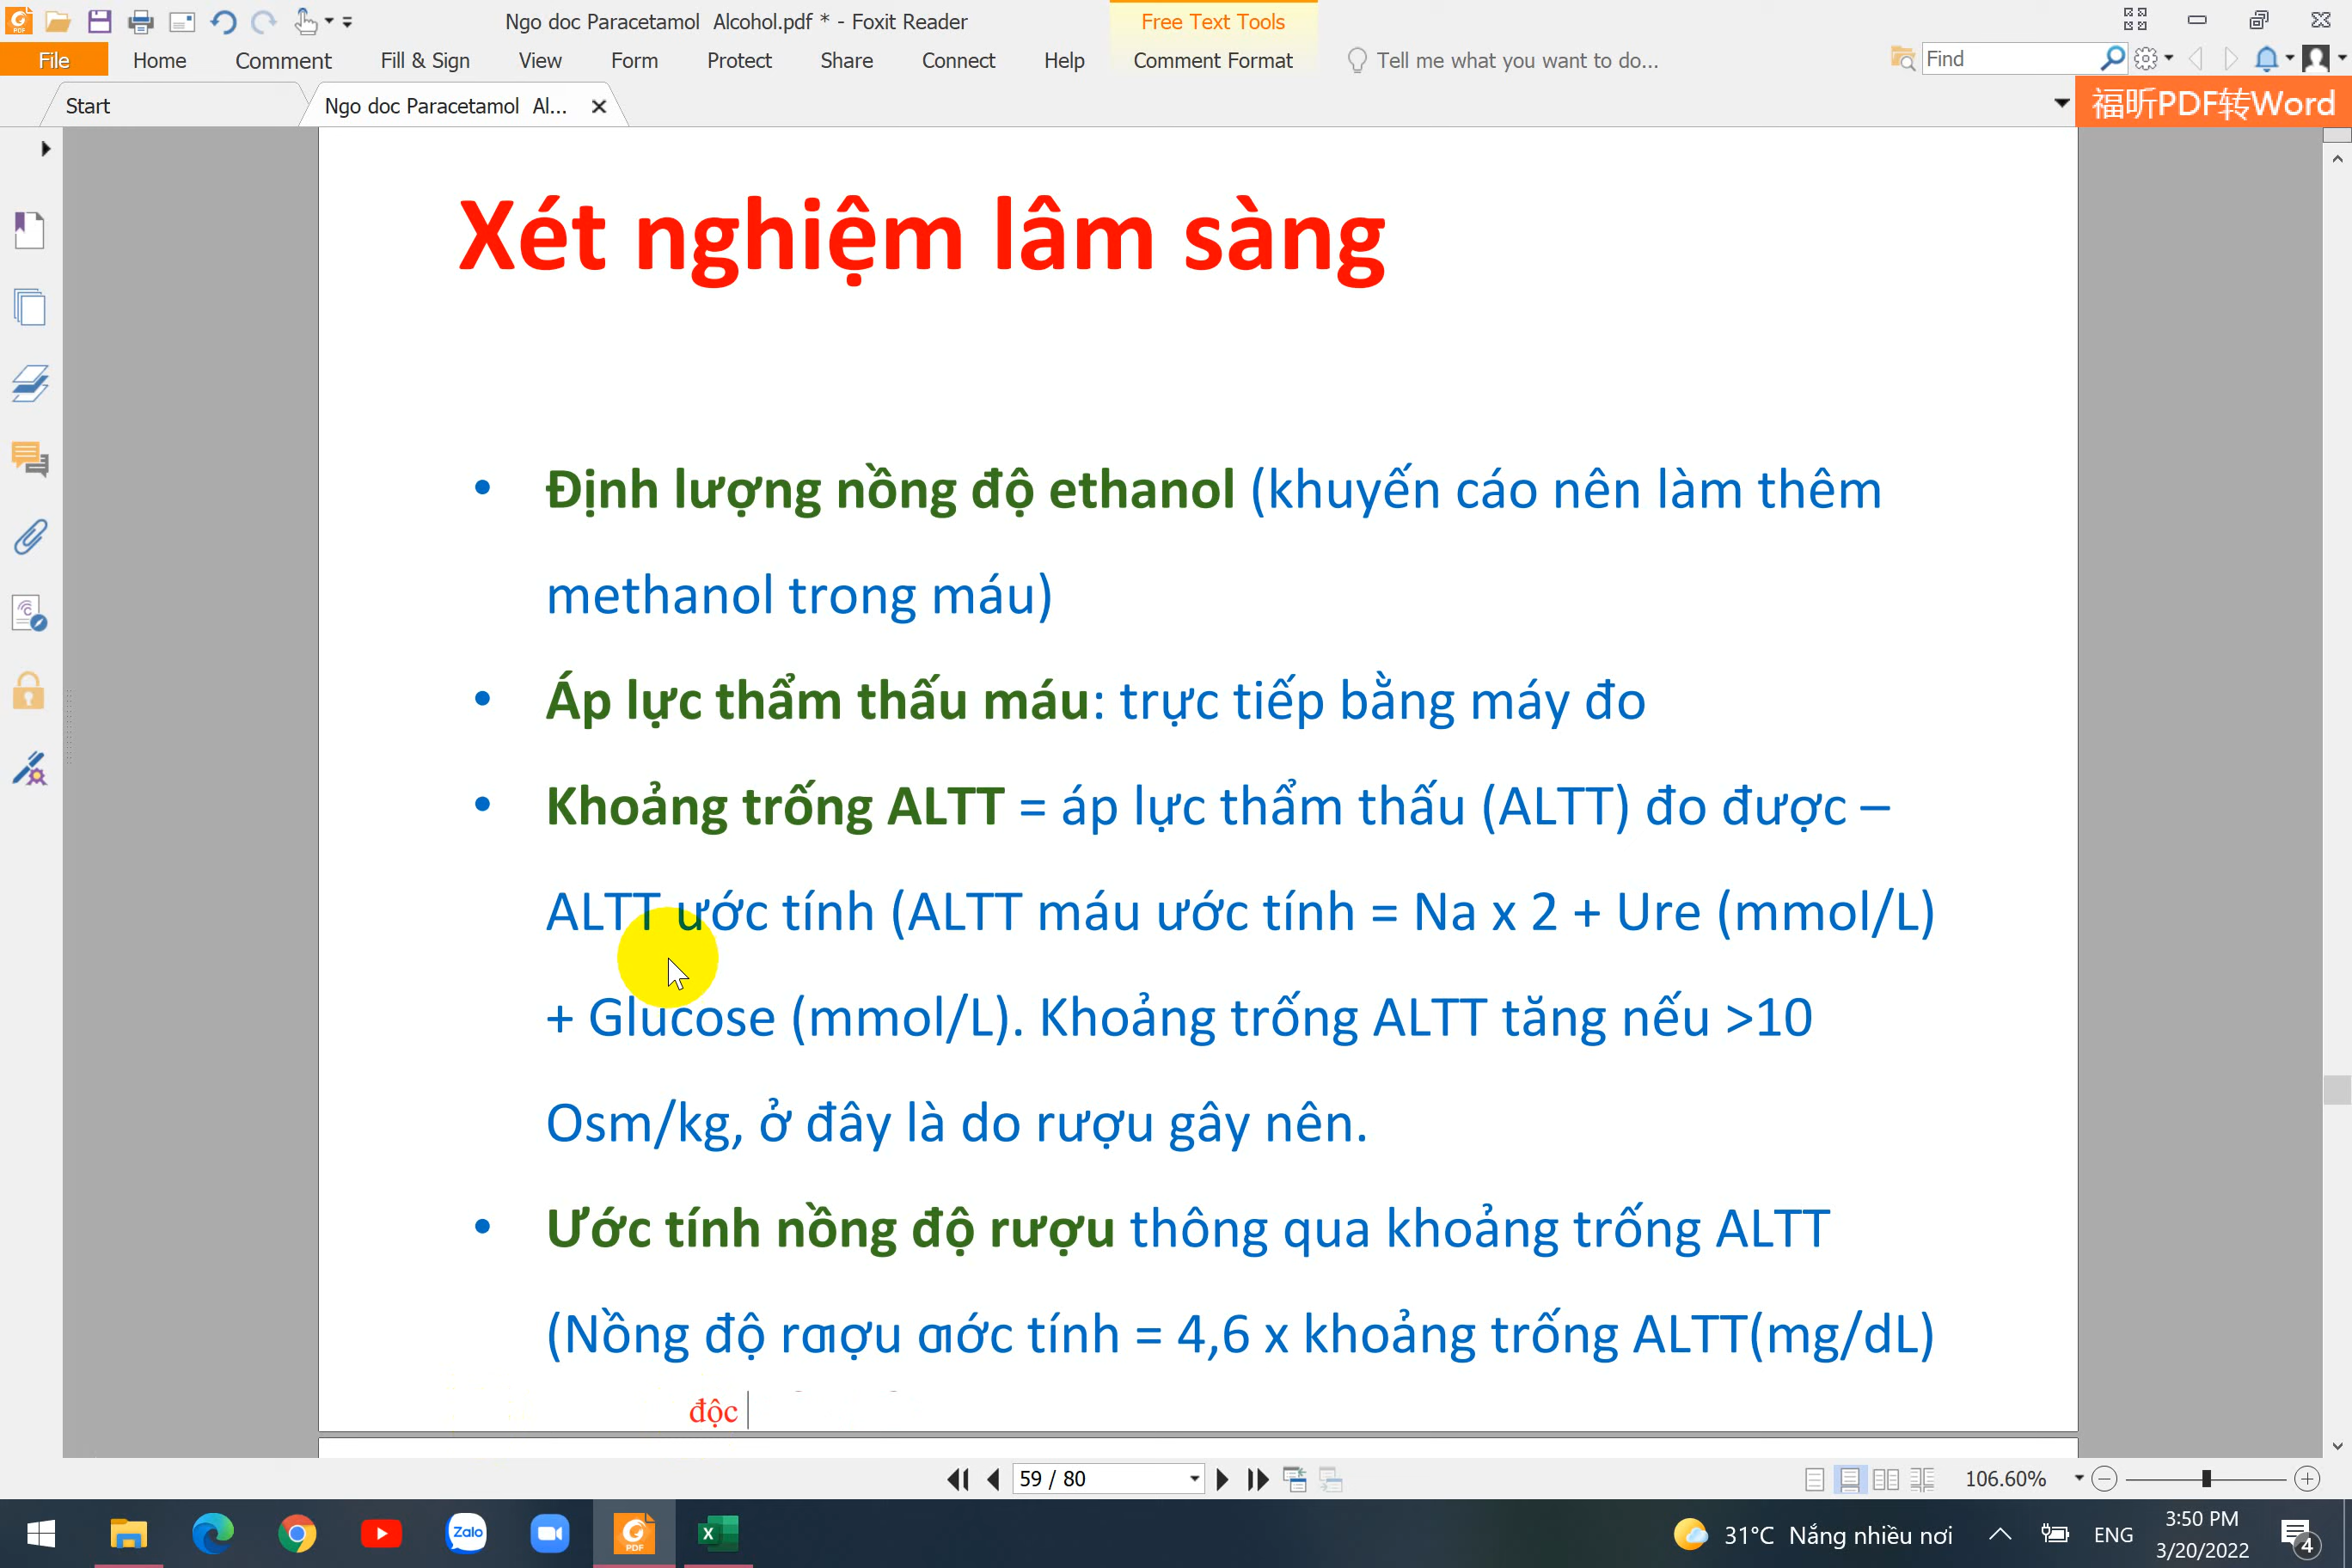 Ngo doc Paracetamol  Alcohol.pdf * - Foxit Reader
Free Text Tools
File
Home
Comment
Fill & Sign
View
Form
Protect
Share
Connect
Help
Comment Format
Tell me what you want to do...
Find
Start
Ngo doc Paracetamol  Al...
福昕PDF转Word
Xét nghiệm lâm sàng
• Định lượng nồng độ ethanol (khuyến cáo nên làm thêm
methanol trong máu)
• Áp lực thẩm thấu máu: trực tiếp bằng máy đo
• Khoảng trống ALTT = áp lực thẩm thấu (ALTT) đo được –
ALTT ước tính (ALTT máu ước tính = Na x 2 + Ure (mmol/L)
+ Glucose (mmol/L). Khoảng trống ALTT tăng nếu >10
Osm/kg, ở đây là do rượu gây nên.
• Ước tính nồng độ rượu thông qua khoảng trống ALTT
(Nồng độ rƣợu ƣớc tính = 4,6 x khoảng trống ALTT(mg/dL)
độc
59 / 80
106.60%
Zalo
PDF
31°C  Nắng nhiều nơi
ENG
3:50 PM
3/20/2022
4